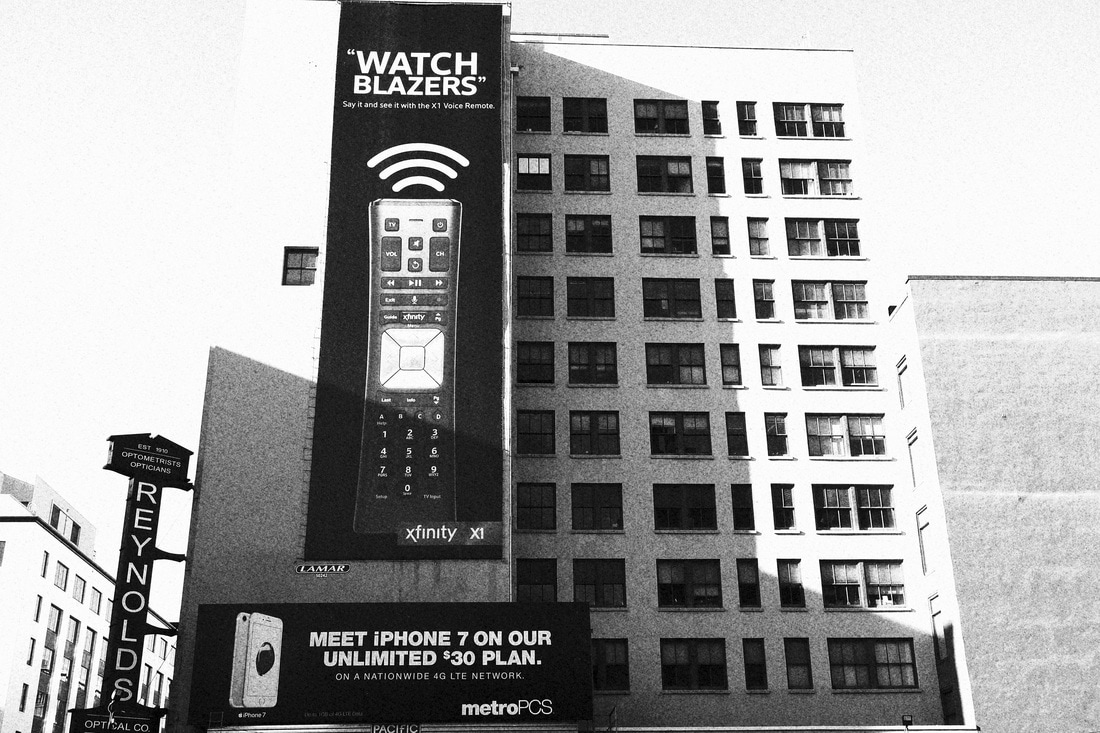 “WATCH
BLAZERS”
Say it and see it with the X1 Voice Remote.
TV
VOL
CH
Exit
Guide xfinity
Menu
Last Info
A B C D
Help
1 2 3
4 5 6
7 8 9
0
Setup TV Input
xfinity X1
LAMAR
50242
EST 1910
OPTOMETRISTS
OPTICIANS
REYNOLDS
OPTICAL CO.
MEET iPHONE 7 ON OUR
UNLIMITED $30 PLAN.
ON A NATIONWIDE 4G LTE NETWORK.
iPhone 7
metroPCS
PACIFIC